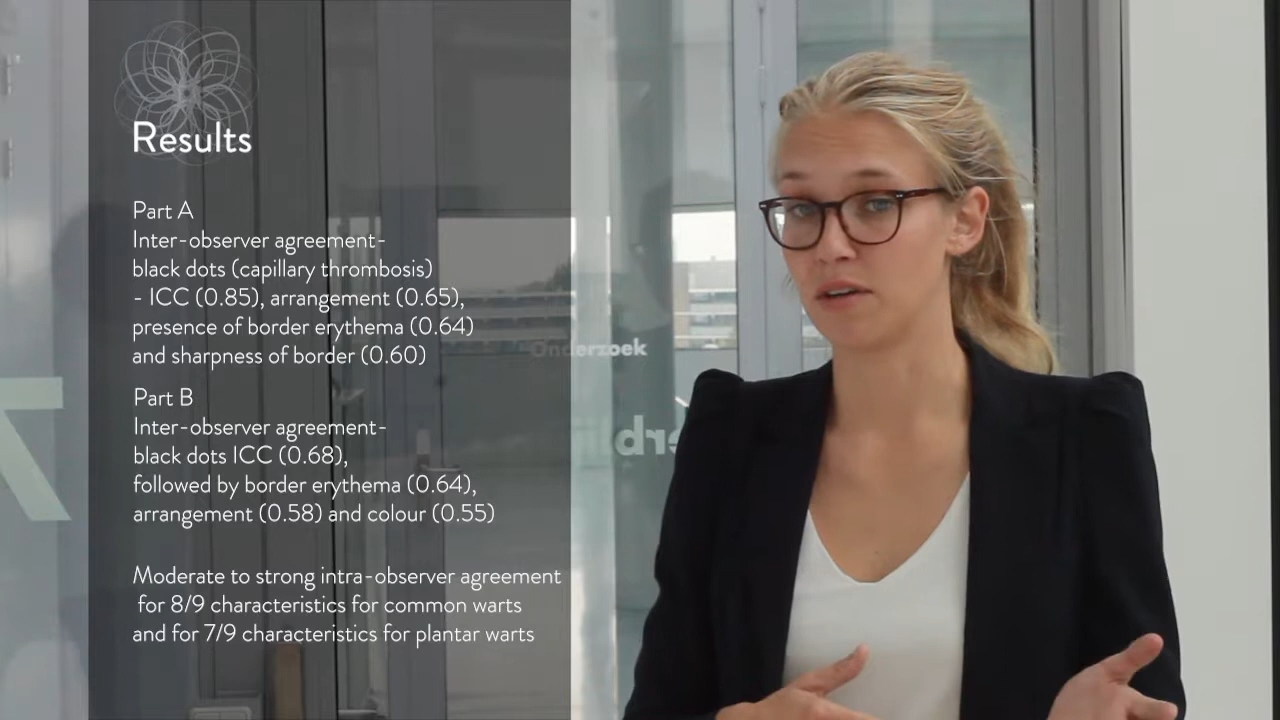 Results
Part A
Inter-observer agreement-
black dots (capillary thrombosis)
- ICC (0.85), arrangement (0.65),
presence of border erythema (0.64)
and sharpness of border (0.60)
Part B
Inter-observer agreement-
black dots ICC (0.68),
followed by border erythema (0.64),
arrangement (0.58) and colour (0.55)
Moderate to strong intra-observer agreement
for 8/9 characteristics for common warts
and for 7/9 characteristics for plantar warts
Onderzoek